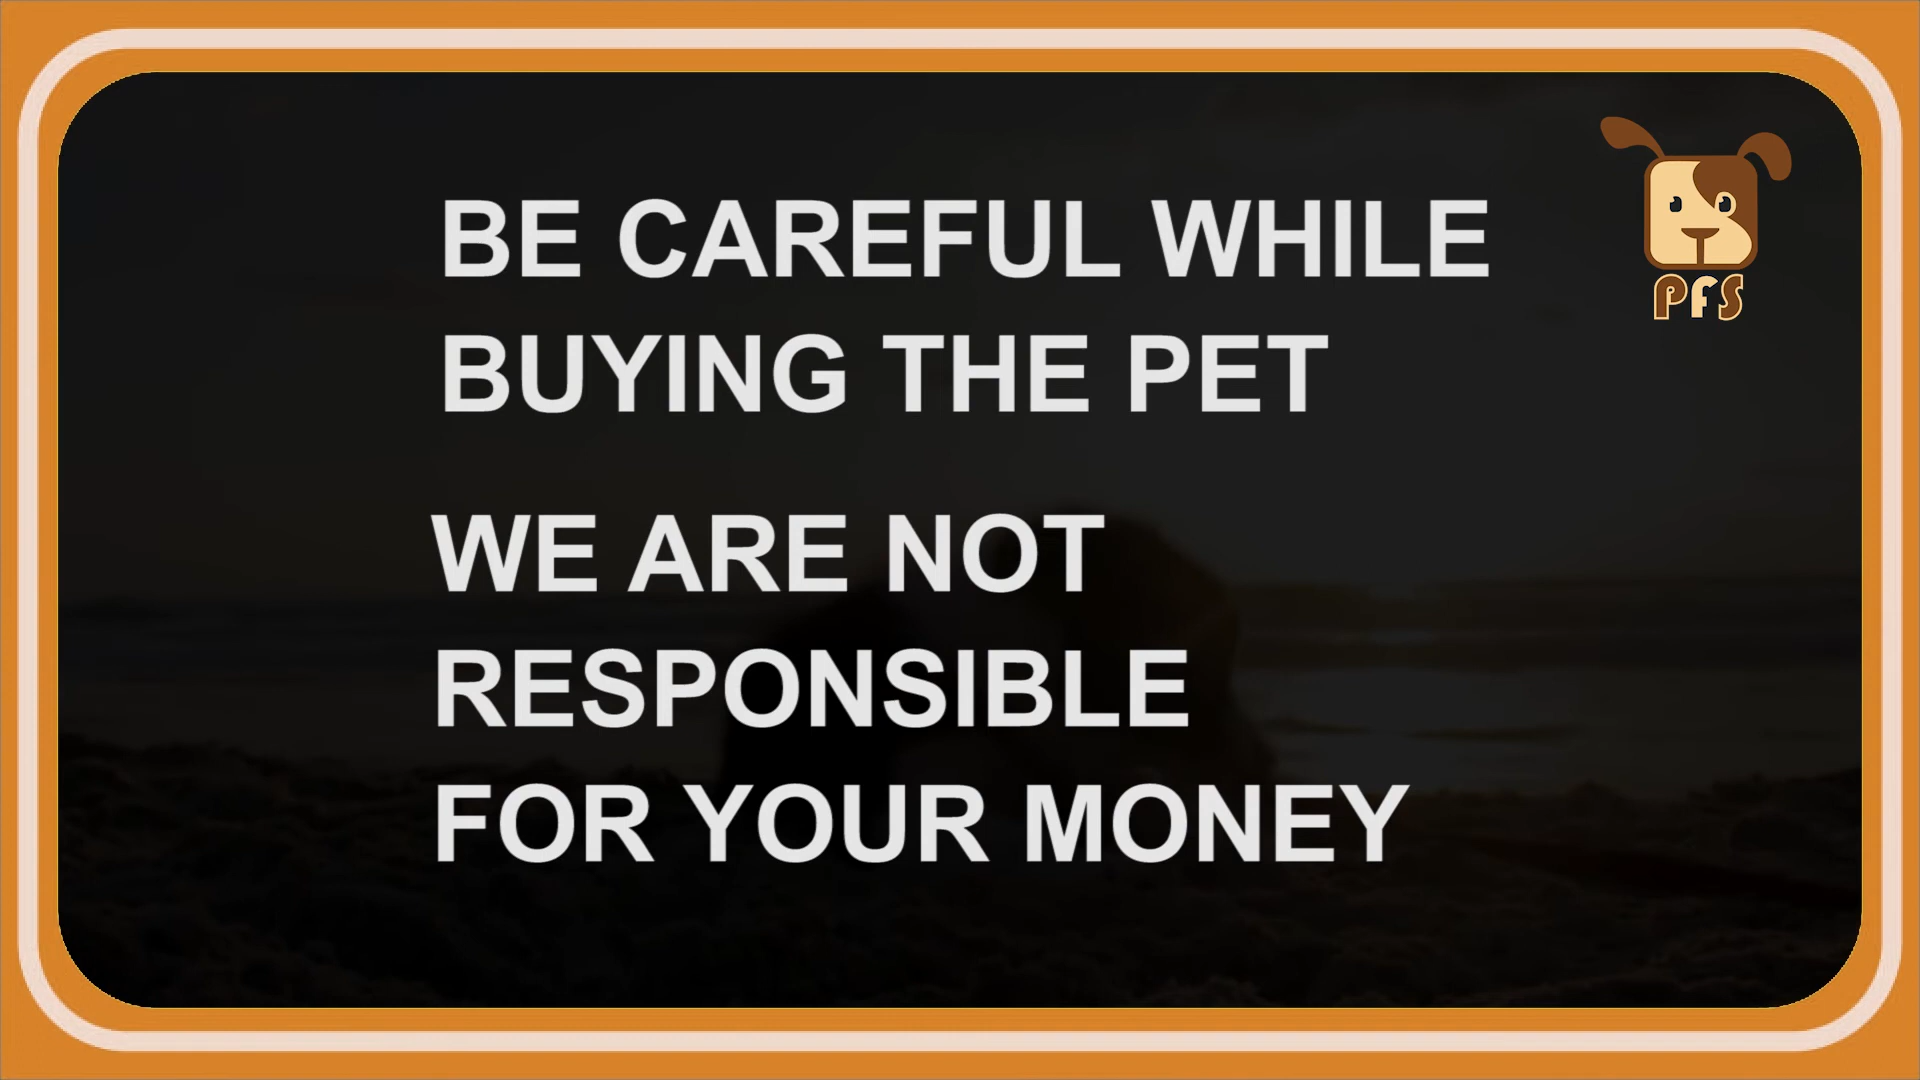 BE CAREFUL WHILE
BUYING THE PET
WE ARE NOT
RESPONSIBLE
FOR YOUR MONEY
PFS